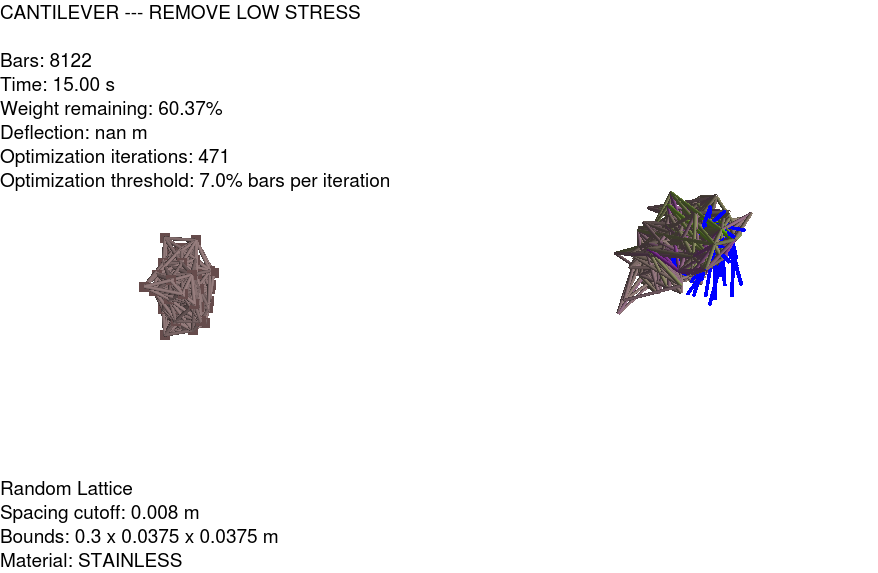 CANTILEVER --- REMOVE LOW STRESS
Bars: 8122
Time: 15.00 s
Weight remaining: 60.37%
Deflection: nan m
Optimization iterations: 471
Optimization threshold: 7.0% bars per iteration
Random Lattice
Spacing cutoff: 0.008 m
Bounds: 0.3 x 0.0375 x 0.0375 m
Material: STAINLESS